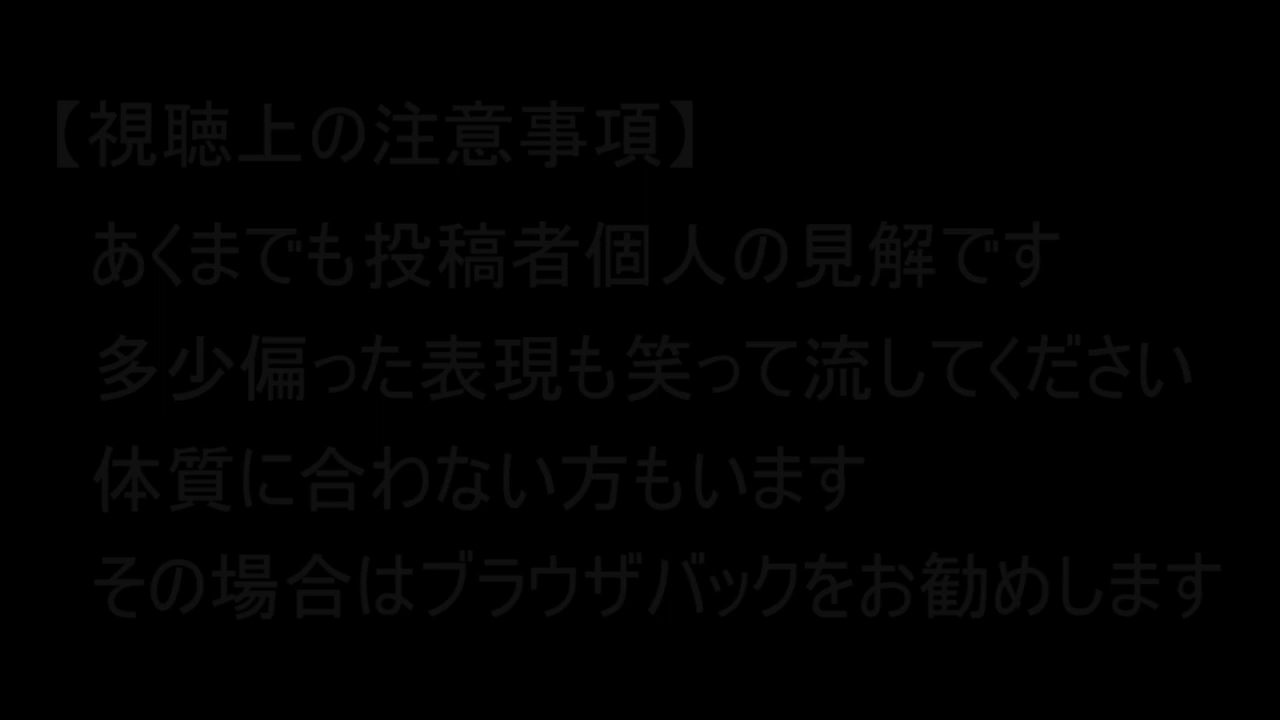 【視聴上の注意事項】
あくまでも投稿者個人の見解です
多少偏った表現も笑って流してください
体質に合わない方もいます
その場合はブラウザバックをお勧めします